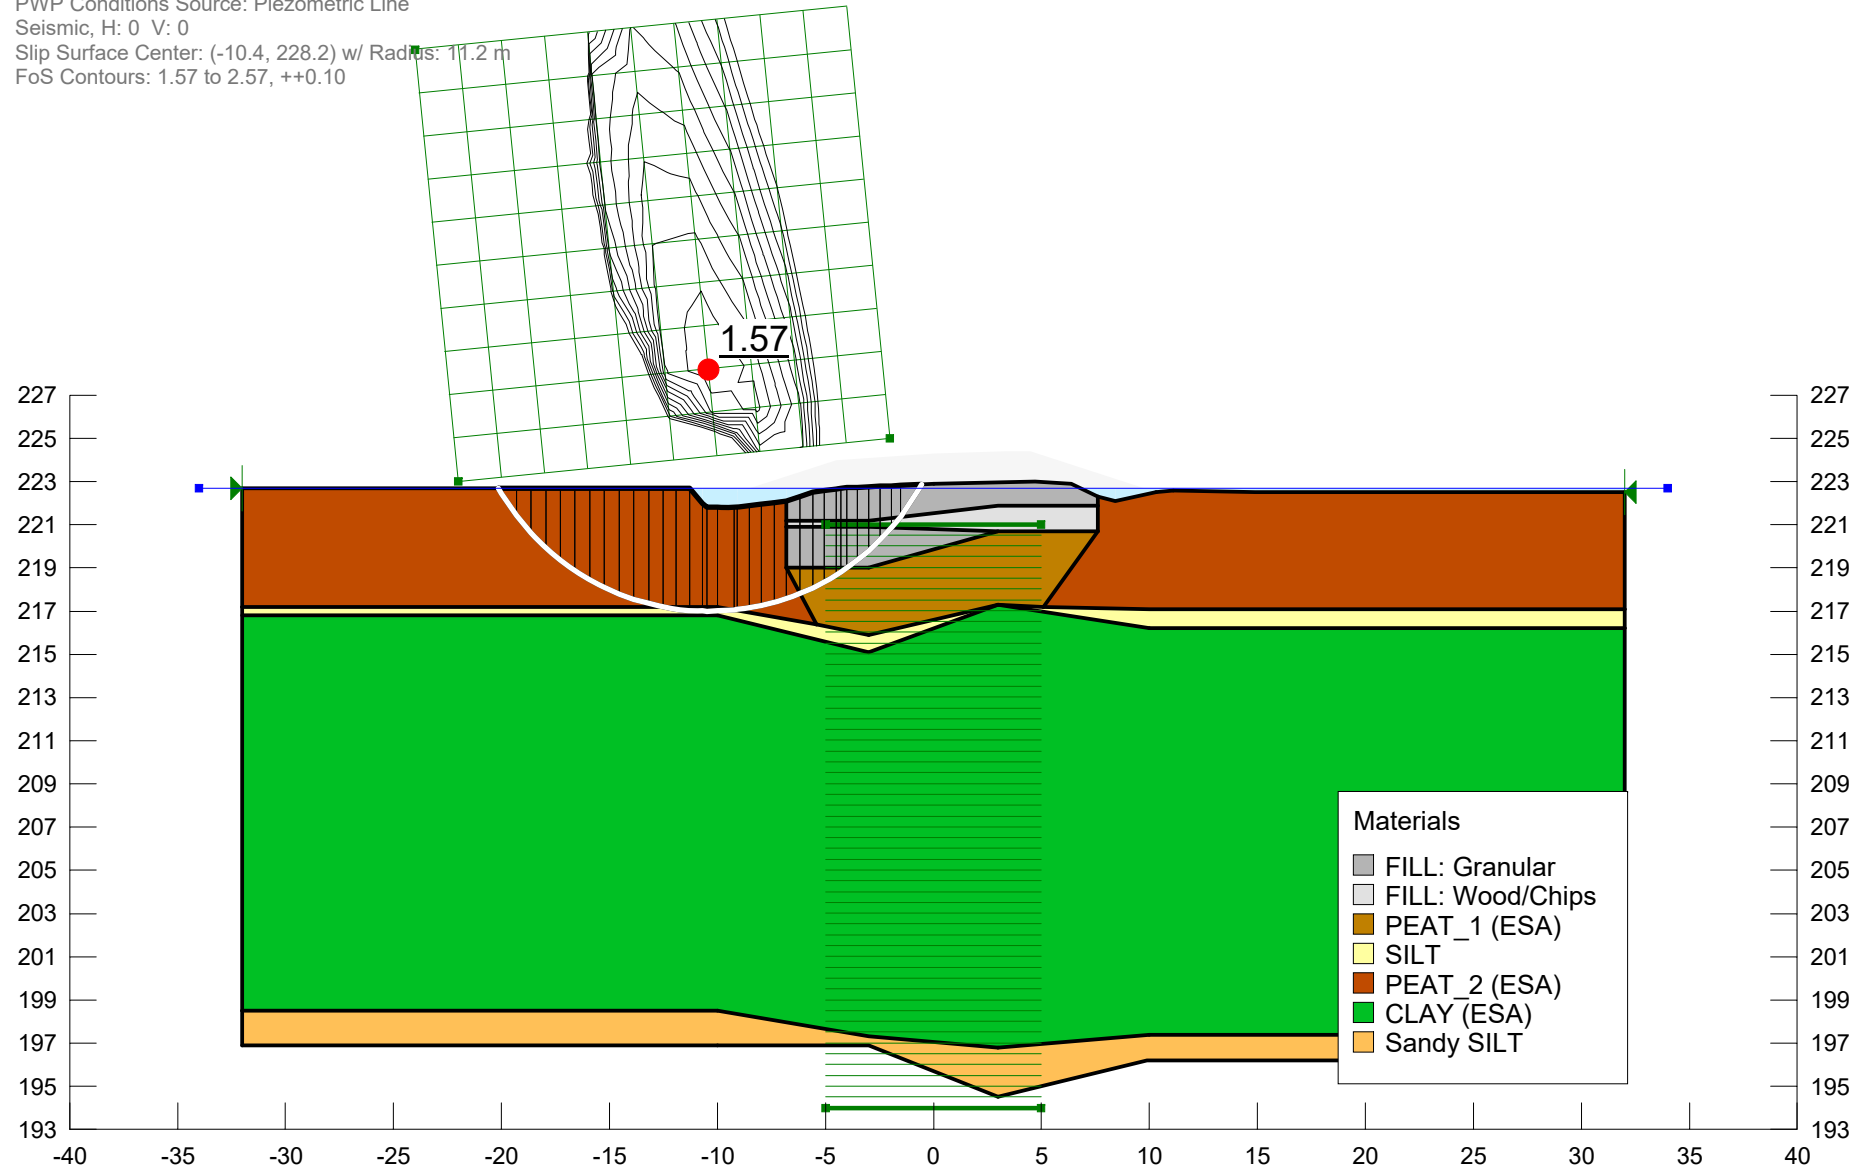 PWP Conditions Source: Piezometric Line
Seismic, H: 0 V: 0
Slip Surface Center: (-10.4, 228.2) w/ Radius: 11.2 m
FoS Contours: 1.57 to 2.57, ++0.10
1.57
227 227
225 225
223 223
221 221
219 219
217 217
215 215
213 213
211 211
209 209
207 207
205 205
203 203
201 201
199 199
197 197
195 195
193 193
Materials
FILL: Granular
FILL: Wood/Chips
PEAT_1 (ESA)
SILT
PEAT_2 (ESA)
CLAY (ESA)
Sandy SILT
-40 -35 -30 -25 -20 -15 -10 -5 0 5 10 15 20 25 30 35 40